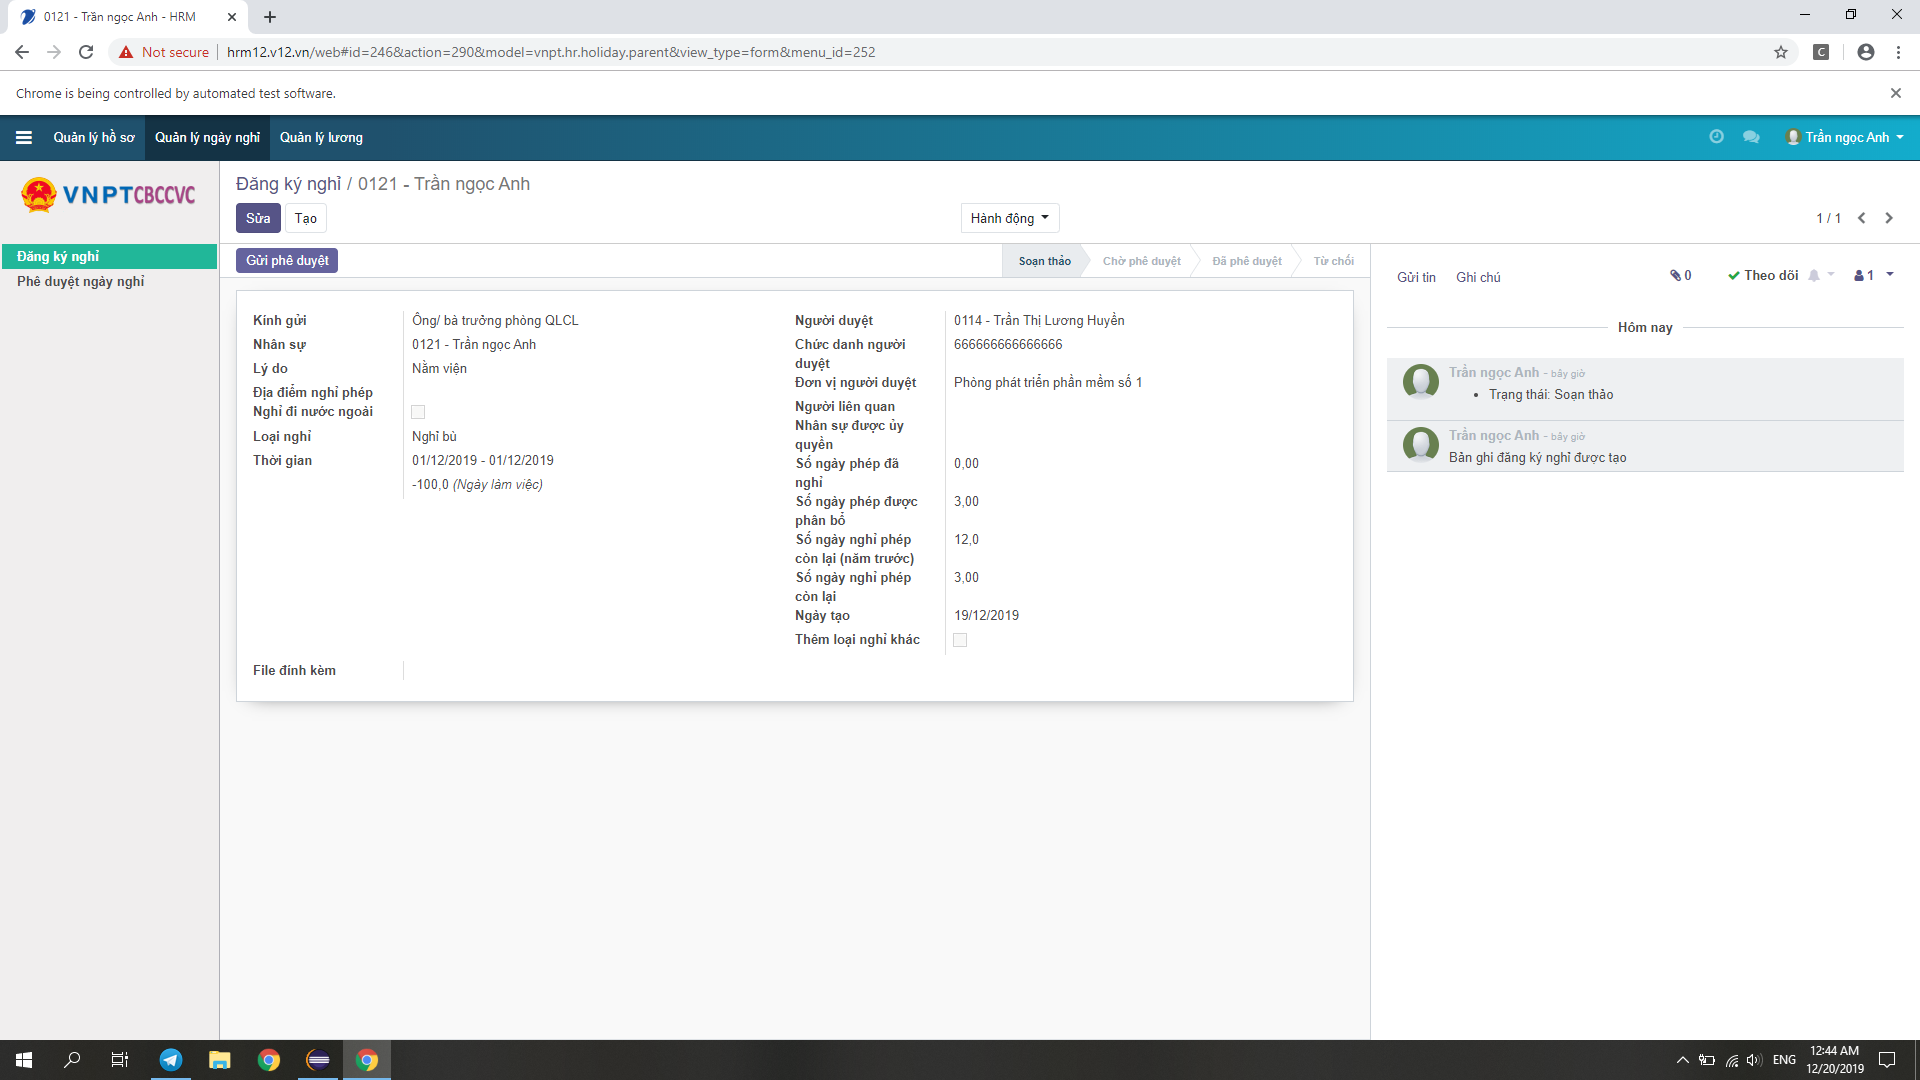 0121 - Trần ngọc Anh - HRM
Not secure
hrm12.v12.vn/web#id=246&action=290&model=vnpt.hr.holiday.parent&view_type=form&menu_id=252
Chrome is being controlled by automated test software.
Quản lý hồ sơ
Quản lý ngày nghỉ
Quản lý lương
Trần ngọc Anh
VNPTCBCCVC
Đăng ký nghỉ / 0121 - Trần ngọc Anh
Sửa
Tạo
Hành động
1 / 1
Đăng ký nghỉ
Phê duyệt ngày nghỉ
Gửi phê duyệt
Soạn thảo
Chờ phê duyệt
Đã phê duyệt
Từ chối
Kính gửi
Ông/ bà trưởng phòng QLCL
Nhân sự
0121 - Trần ngọc Anh
Lý do
Nằm viện
Địa điểm nghỉ phép
Nghỉ đi nước ngoài
Loại nghỉ
Nghỉ bù
Thời gian
01/12/2019 - 01/12/2019
-100,0 (Ngày làm việc)
File đính kèm
Người duyệt
0114 - Trần Thị Lương Huyền
Chức danh người
duyệt
666666666666666
Đơn vị người duyệt
Phòng phát triển phần mềm số 1
Người liên quan
Nhân sự được ủy
quyền
Số ngày phép đã
nghỉ
0,00
Số ngày phép được
phân bổ
3,00
Số ngày nghỉ phép
còn lại (năm trước)
12,0
Số ngày nghỉ phép
còn lại
3,00
Ngày tạo
19/12/2019
Thêm loại nghỉ khác
Gửi tin
Ghi chú
0
Theo dõi
1
Hôm nay
Trần ngọc Anh - bây giờ
Trạng thái: Soạn thảo
Trần ngọc Anh - bây giờ
Bản ghi đăng ký nghỉ được tạo
ENG
12:44 AM
12/20/2019